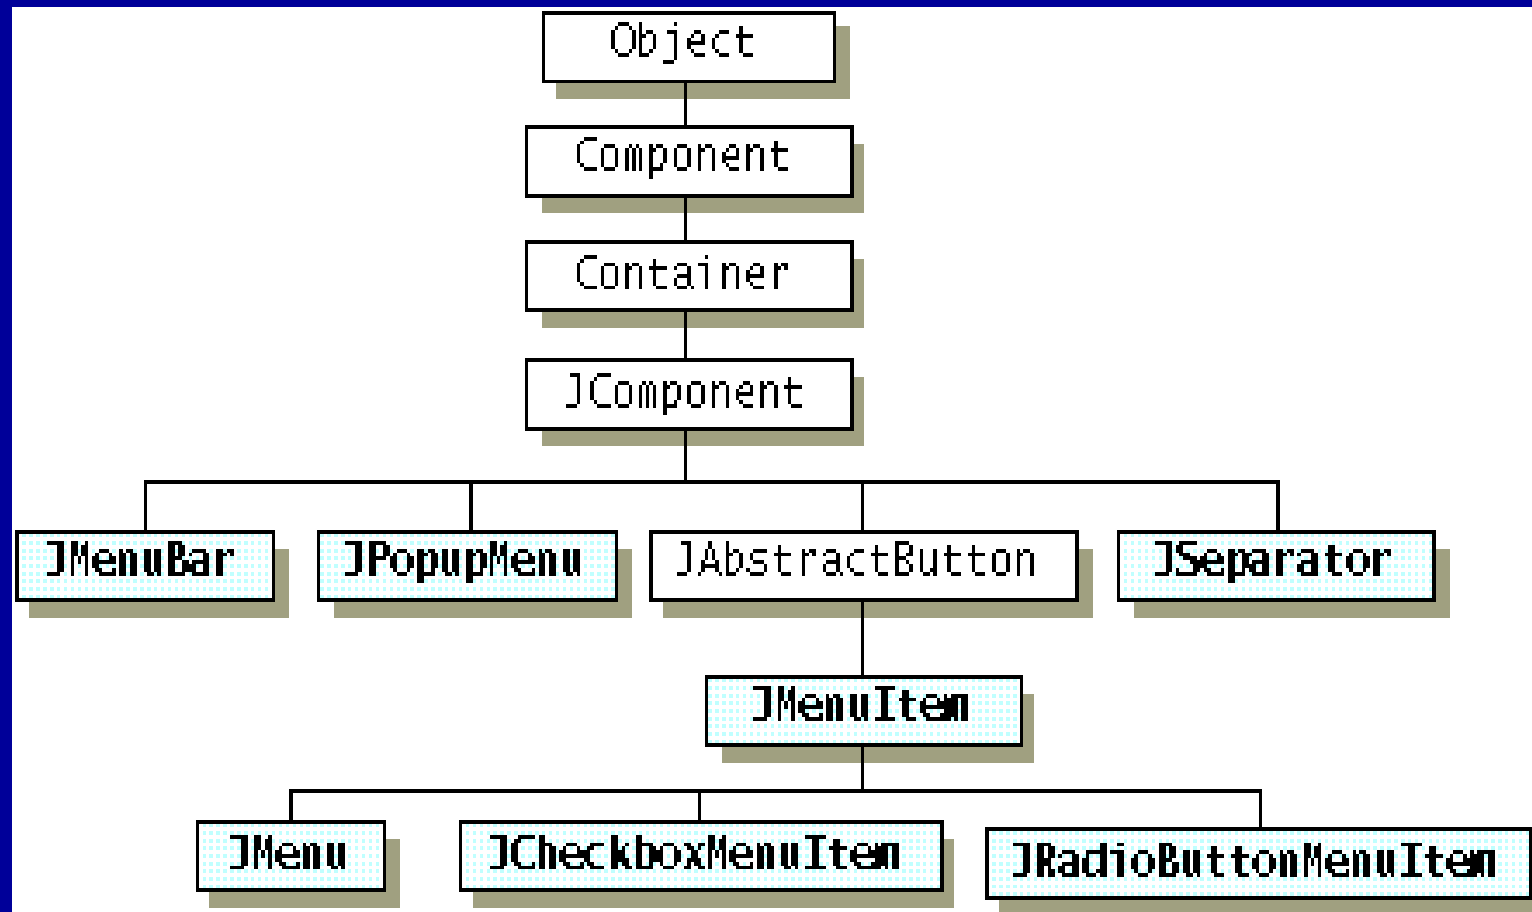 Object
Component
Container
JComponent
JMenuBar
JPopupMenu
JAbstractButton
JSeparator
JMenuItem
JMenu
JCheckboxMenuItem
JRadioButtonMenuItem